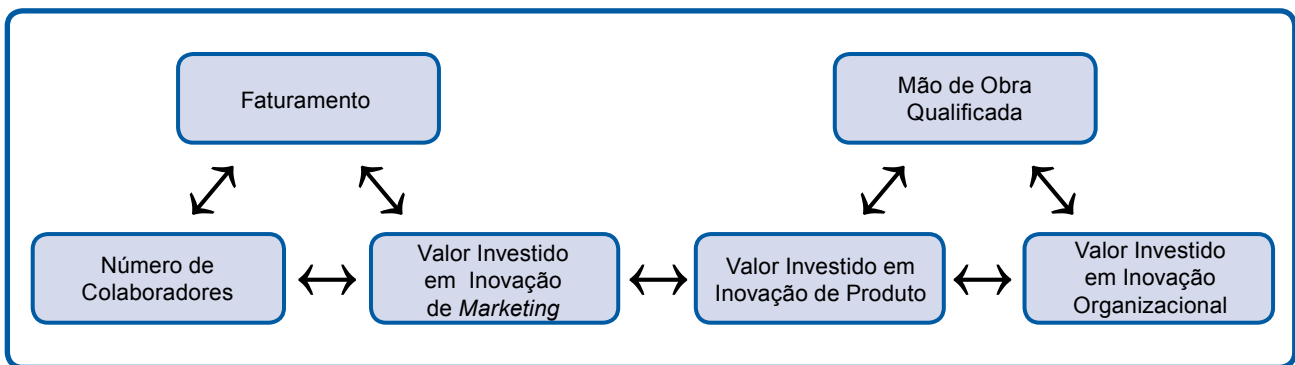 Faturamento
Mão de Obra
Qualificada
Número de
Colaboradores
Valor Investido
em Inovação
de Marketing
Valor Investido em
Inovação de Produto
Valor Investido
em Inovação
Organizacional